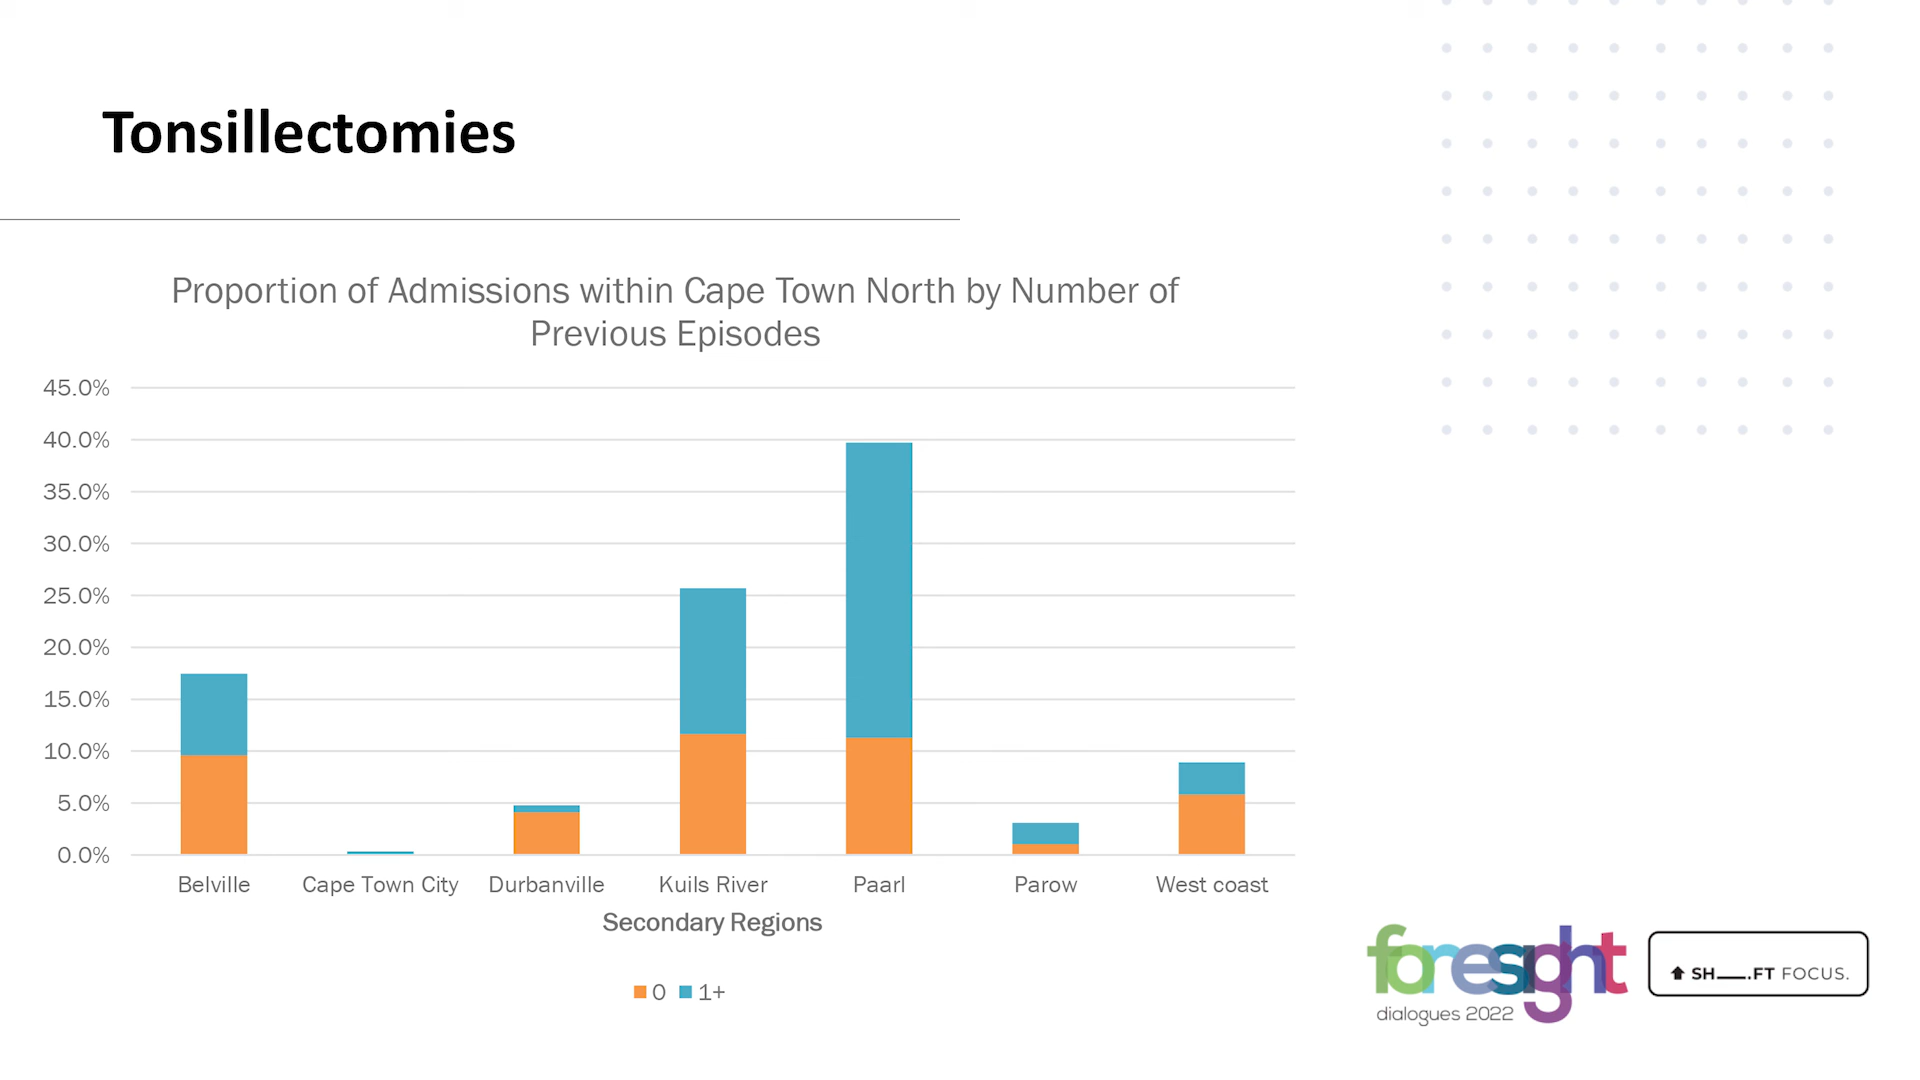 Tonsillectomies
Proportion of Admissions within Cape Town North by Number of
Previous Episodes
45.0%
40.0%
35.0%
30.0%
25.0%
20.0%
15.0%
10.0%
5.0%
0.0%
Belville Cape Town City Durbanville Kuils River Paarl Parow West coast
Secondary Regions
0 1+
foresight
dialogues 2022
SH__.FT FOCUS.